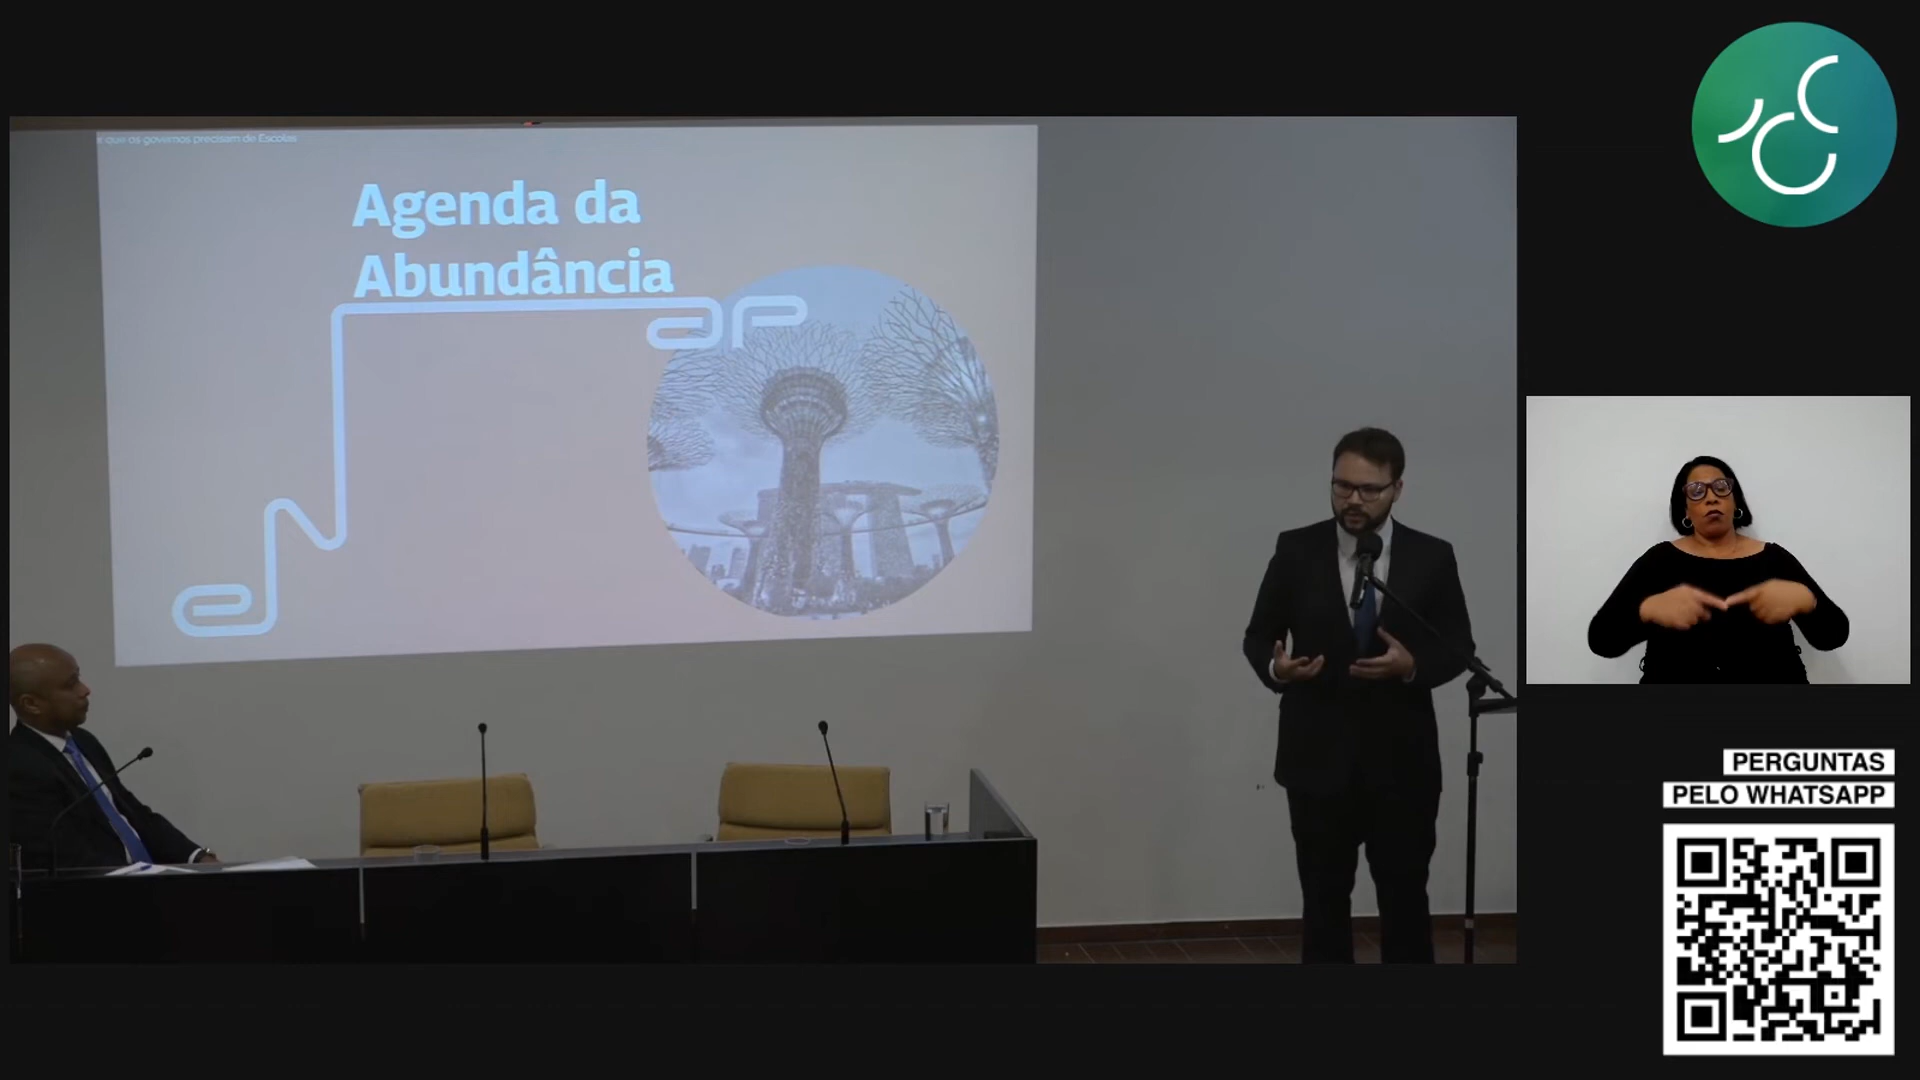 e que os governos precisam de Escolas
Agenda da
Abundância
PERGUNTAS
PELO WHATSAPP